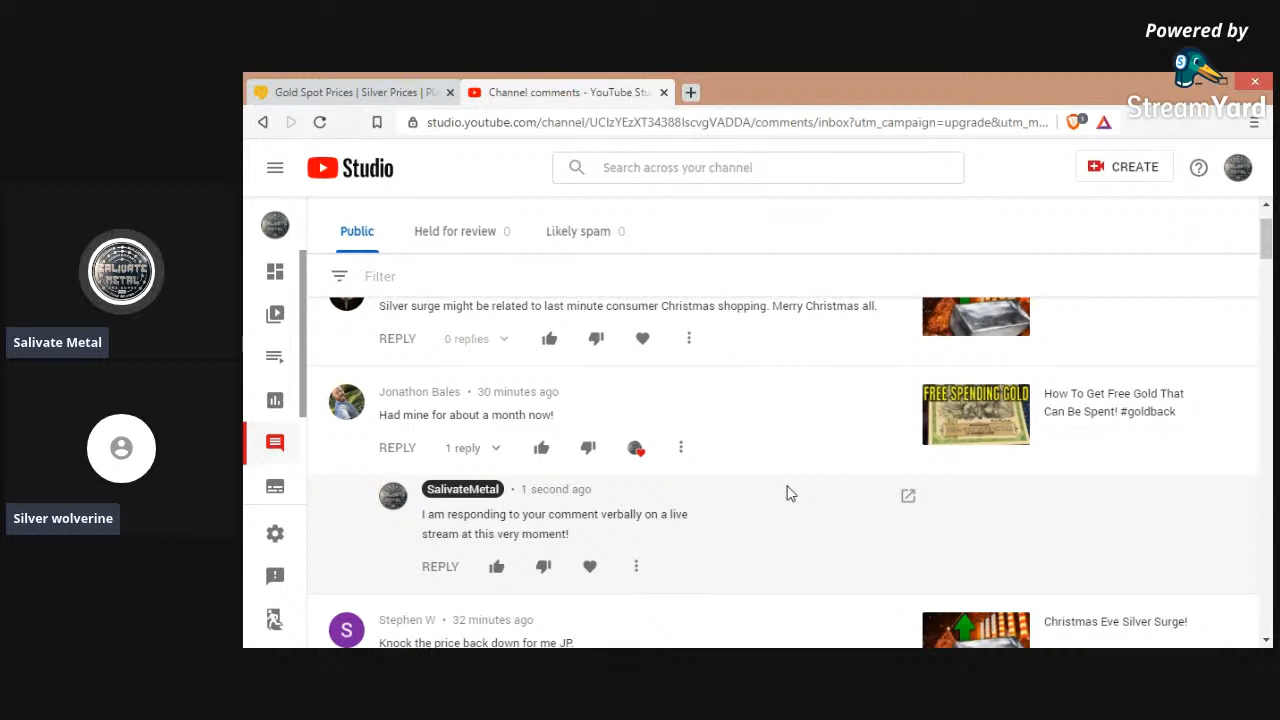 Powered by
StreamYard
Gold Spot Prices | Silver Prices | Pl
Channel comments - YouTube Stu
studio.youtube.com/channel/UCIzYEzXT34388IscvgVADDA/comments/inbox?utm_campaign=upgrade&utm_m...
1
Studio
Search across your channel
CREATE
Public
Held for review 0
Likely spam 0
Filter
Silver surge might be related to last minute consumer Christmas shopping. Merry Christmas all.
REPLY 0 replies
Jonathon Bales • 30 minutes ago
Had mine for about a month now!
REPLY 1 reply
FREE SPENDING GOLD
How To Get Free Gold That
Can Be Spent! #goldback
SalivateMetal • 1 second ago
I am responding to your comment verbally on a live
stream at this very moment!
REPLY
S
Stephen W • 32 minutes ago
Knock the price back down for me JP.
Christmas Eve Silver Surge!
SALIVATE
METAL
Salivate Metal
Silver wolverine